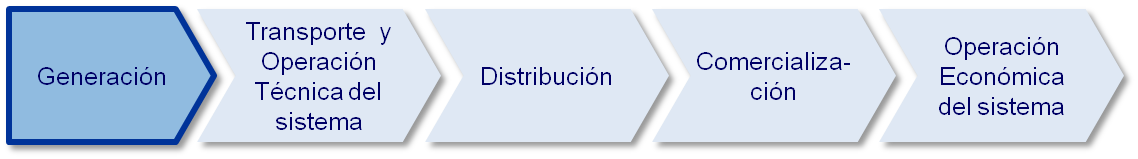 Generación
Transporte y
Operación
Técnica del
sistema
Distribución
Comercializa-
ción
Operación
Económica
del sistema